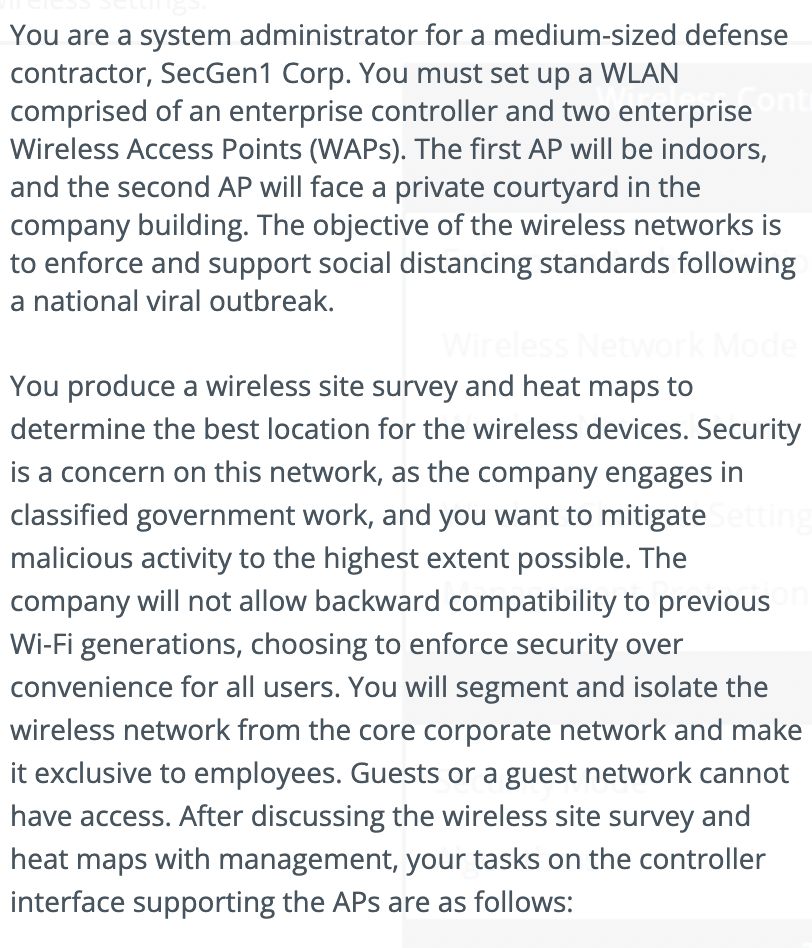 wireless settings.
You are a system administrator for a medium-sized defense
contractor, SecGen1 Corp. You must set up a WLAN
comprised of an enterprise controller and two enterprise
Wireless Access Points (WAPs). The first AP will be indoors,
and the second AP will face a private courtyard in the
company building. The objective of the wireless networks is
to enforce and support social distancing standards following
a national viral outbreak.
Wireless Network Mode
You produce a wireless site survey and heat maps to
determine the best location for the wireless devices. Security
is a concern on this network, as the company engages in
classified government work, and you want to mitigate
malicious activity to the highest extent possible. The
company will not allow backward compatibility to previous
Wi-Fi generations, choosing to enforce security over
convenience for all users. You will segment and isolate the
wireless network from the core corporate network and make
it exclusive to employees. Guests or a guest network cannot
Security Mode
have access. After discussing the wireless site survey and
heat maps with management, your tasks on the controller
interface supporting the APs are as follows: